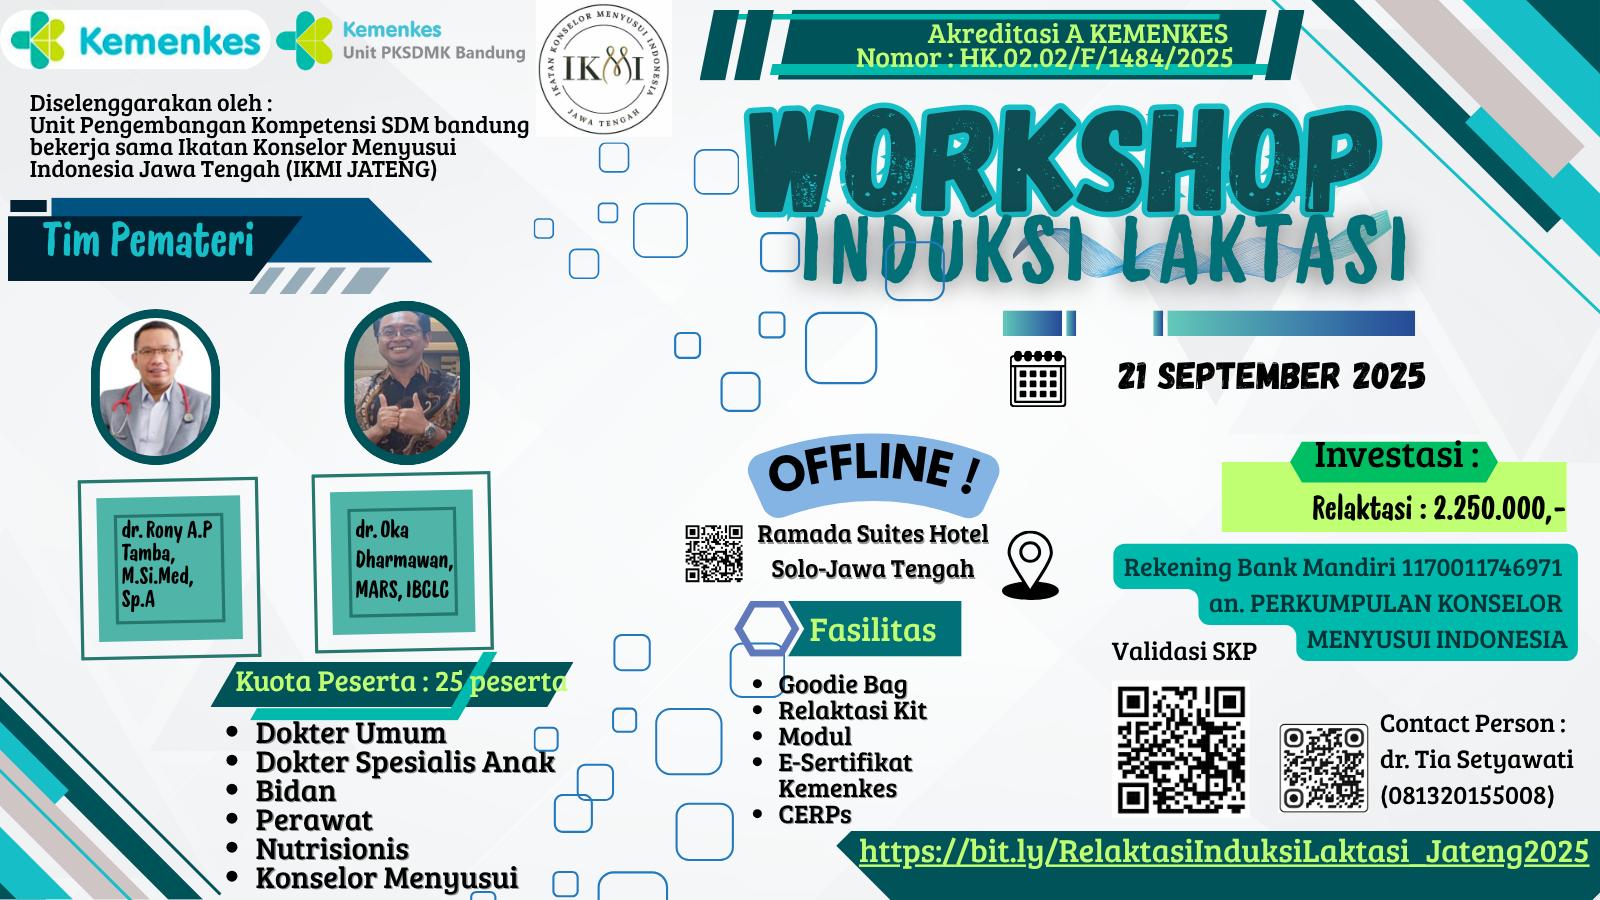 Kemenkes
Kemenkes
Unit PKSDMK Bandung
IKATAN KONSELOR MENYUSUI INDONESIA
IKMI
JAWA TENGAH
Akreditasi A KEMENKES
Nomor : HK.02.02/F/1484/2025
Diselenggarakan oleh :
Unit Pengembangan Kompetensi SDM bandung
bekerja sama Ikatan Konselor Menyusui
Indonesia Jawa Tengah (IKMI JATENG)
WORKSHOP
INDUKSI LAKTASI
21 SEPTEMBER 2025
Tim Pemateri
dr. Rony A.P
Tamba,
M.Si.Med,
Sp.A
dr. Oka
Dharmawan,
MARS, IBCLC
Kuota Peserta : 25 peserta
• Dokter Umum
• Dokter Spesialis Anak
• Bidan
• Perawat
• Nutrisionis
• Konselor Menyusui
OFFLINE !
Ramada Suites Hotel
Solo-Jawa Tengah
Fasilitas
• Goodie Bag
• Relaktasi Kit
• Modul
• E-Sertifikat
Kemenkes
• CERPs
Investasi :
Relaktasi : 2.250.000,-
Rekening Bank Mandiri 1170011746971
an. PERKUMPULAN KONSELOR
MENYUSUI INDONESIA
Validasi SKP
Contact Person :
dr. Tia Setyawati
(081320155008)
https://bit.ly/RelaktasiInduksiLaktasi_Jateng2025